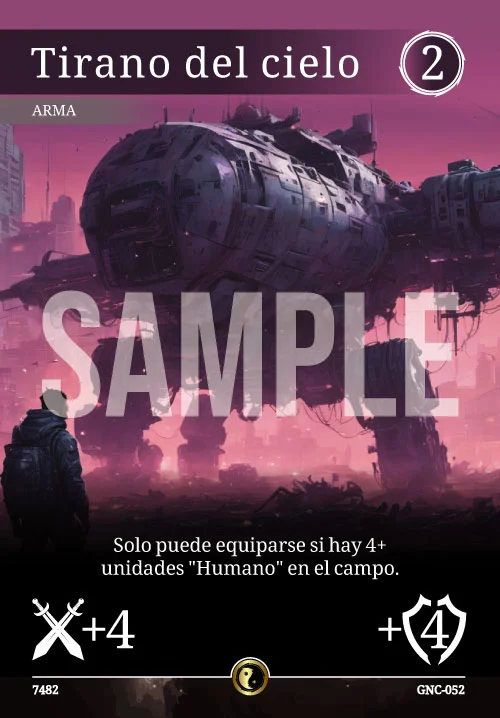 Tirano del cielo 2
ARMA
SAMPLE
Solo puede equiparse si hay 4+
unidades "Humano" en el campo.
+4 +4
7482 GNC-052